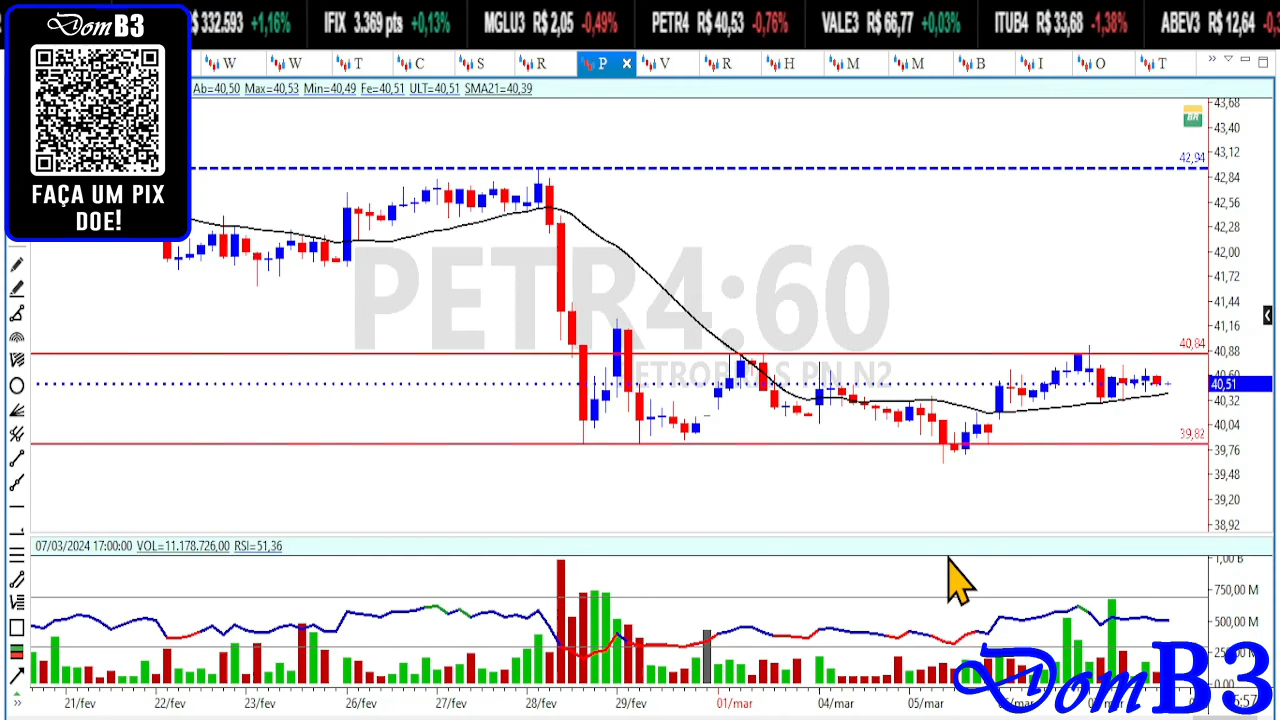 DomB3
FAÇA UM PIX
DOE!
332.593 +1,16% IFIX 3.369 pts +0,13% MGLU3 R$ 2,05 -0,49% PETR4 R$ 40,53 -0,76% VALE3 R$ 66,77 +0,03% ITUB4 R$ 33,68 -1,38% ABEV3 R$ 12,64
W W T C S R P X V R H M M B I O T
Ab=40,50 Max=40,53 Min=40,49 Fe=40,51 ULT=40,51 SMA21=40,39
BR
PETR4:60
PETROBRAS PN N2
42,94
40,84
39,82
43,68
43,40
43,12
42,84
42,56
42,28
42,00
41,72
41,44
41,16
40,88
40,60
40,51
40,32
40,04
39,76
39,48
39,20
38,92
07/03/2024 17:00:00 VOL=11.178.726,00 RSI=51,36
1,00 B
750,00 M
500,00 M
21/fev 22/fev 23/fev 26/fev 27/fev 28/fev 29/fev 01/mar 04/mar 05/mar
DomB3